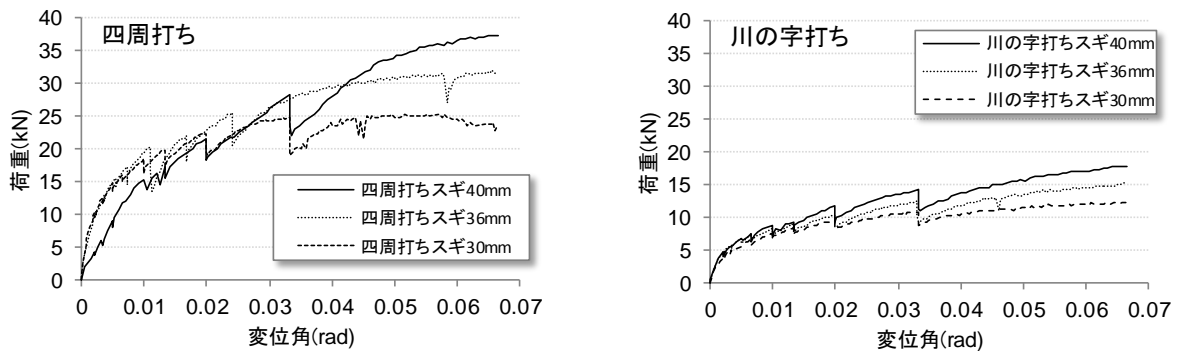 四周打ち
荷重(kN)
40
35
30
25
20
15
10
5
0
四周打ちスギ40mm
四周打ちスギ36mm
四周打ちスギ30mm
0 0.01 0.02 0.03 0.04 0.05 0.06 0.07
変位角(rad)
川の字打ち
荷重(kN)
40
35
30
25
20
15
10
5
0
川の字打ちスギ40mm
川の字打ちスギ36mm
川の字打ちスギ30mm
0 0.01 0.02 0.03 0.04 0.05 0.06 0.07
変位角(rad)